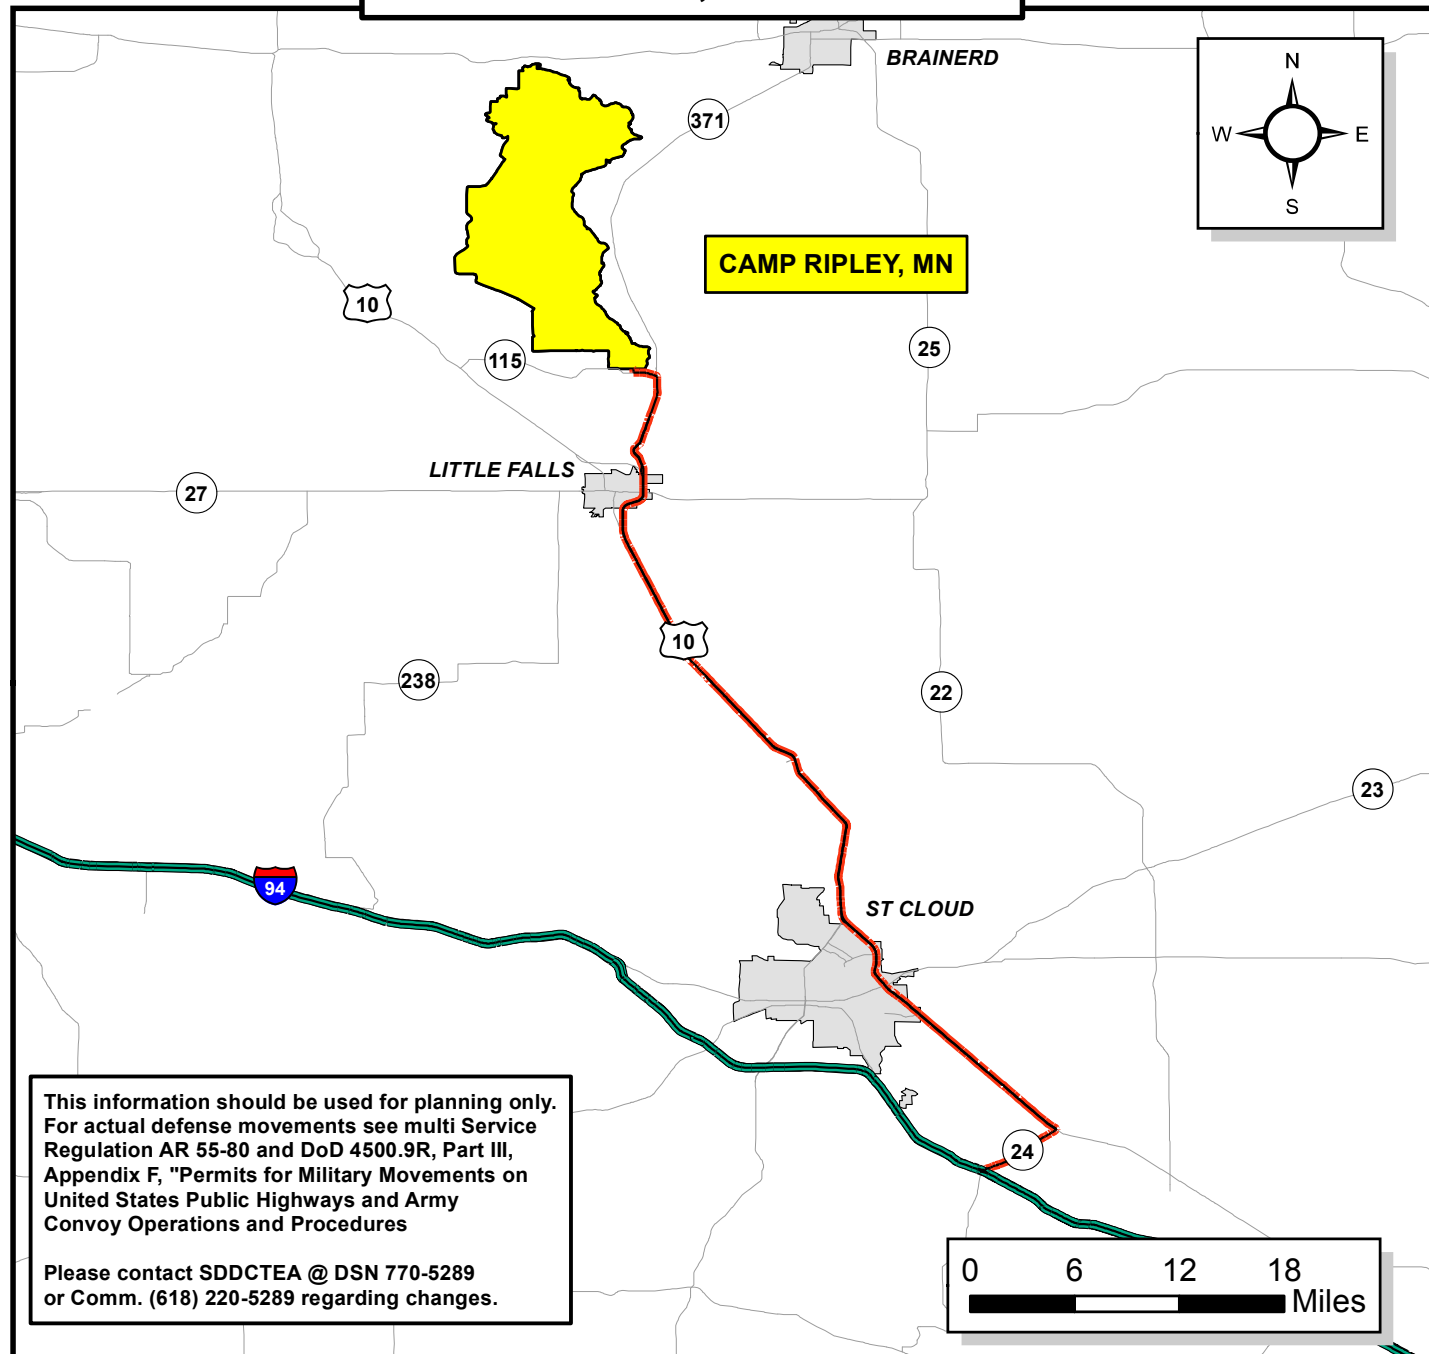 BRAINERD
N
W
E
S
371
CAMP RIPLEY, MN
10
115
25
LITTLE FALLS
27
10
238
22
23
94
ST CLOUD
24
This information should be used for planning only.
For actual defense movements see multi Service
Regulation AR 55-80 and DoD 4500.9R, Part III,
Appendix F, "Permits for Military Movements on
United States Public Highways and Army
Convoy Operations and Procedures
Please contact SDDCTEA @ DSN 770-5289
or Comm. (618) 220-5289 regarding changes.
0 6 12 18
Miles